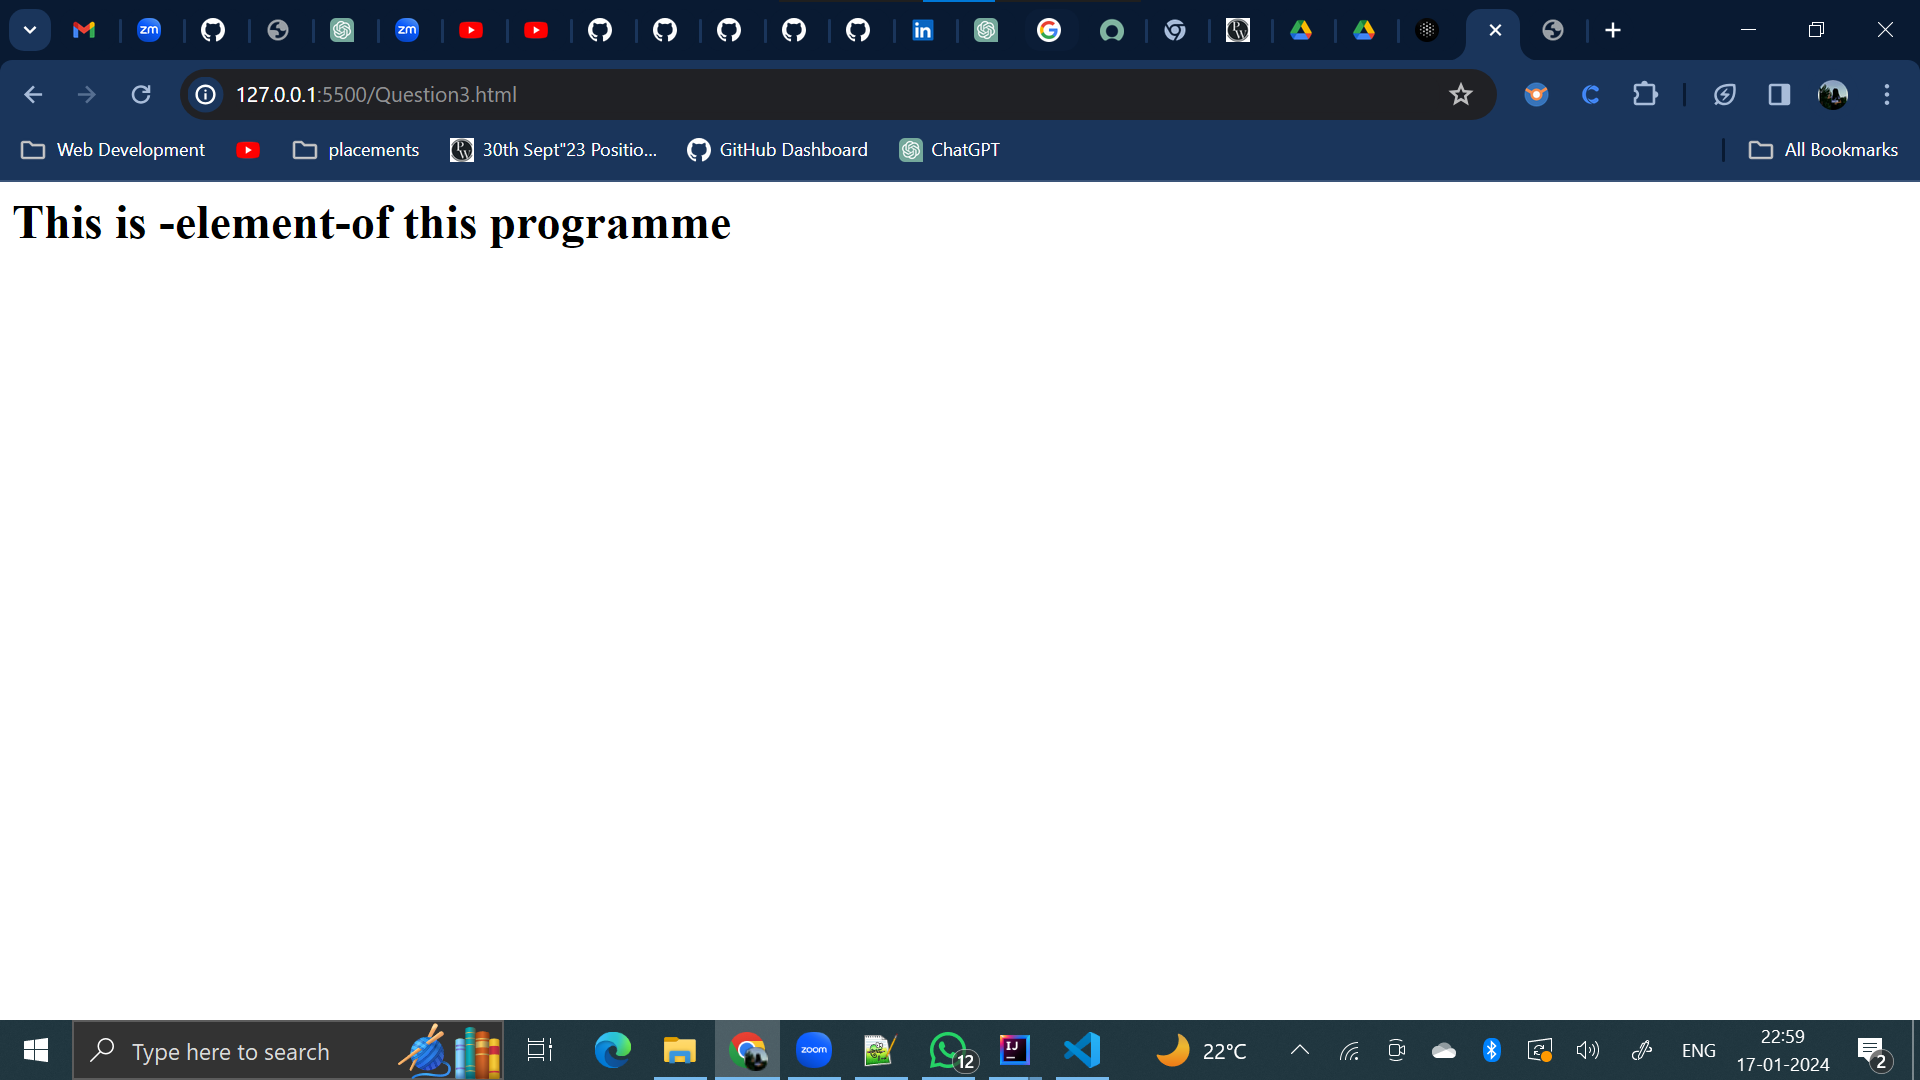 127.0.0.1:5500/Question3.html
Web Development placements 30th Sept"23 Positio... GitHub Dashboard ChatGPT All Bookmarks
This is -element-of this programme
Type here to search zoom 12 22°C ENG 22:59
17-01-2024 2